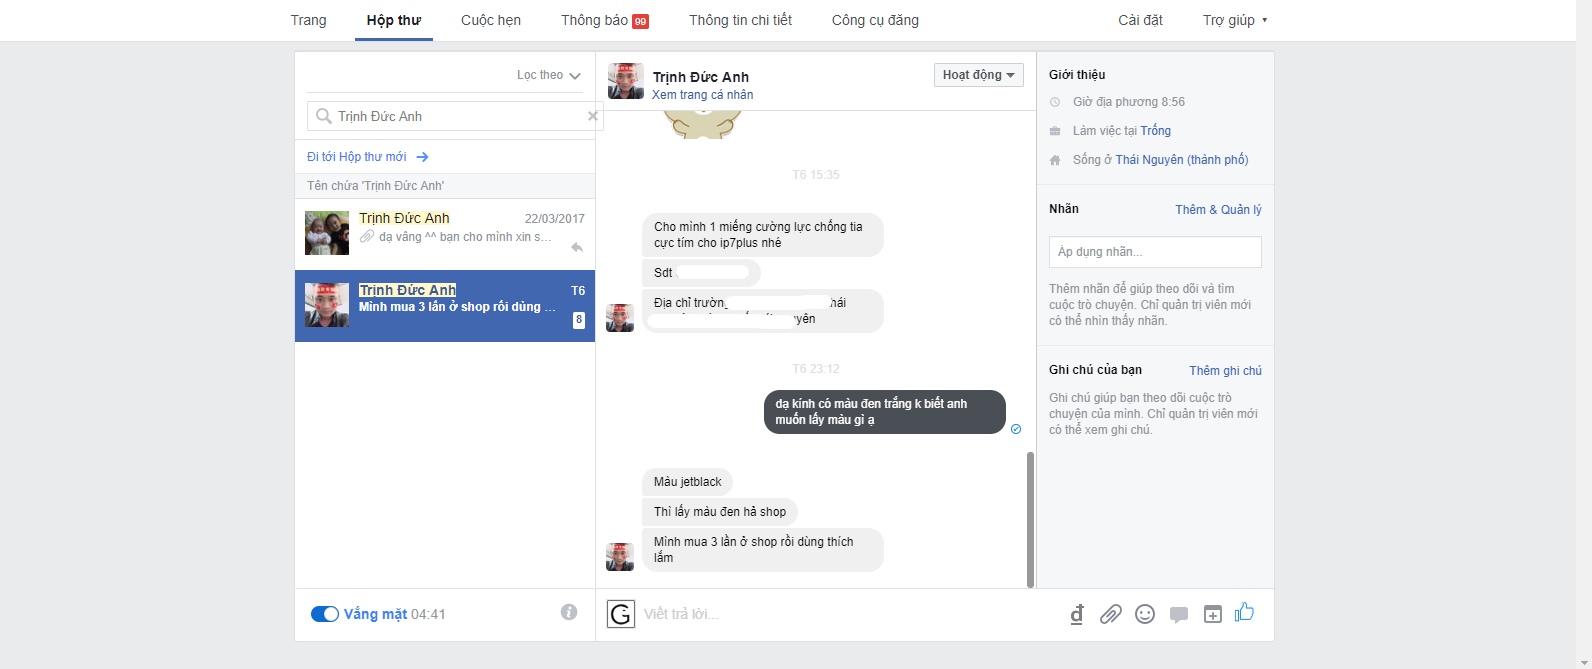 Trang
Hộp thư
Cuộc hẹn
Thông báo 99
Thông tin chi tiết
Công cụ đăng
Cài đặt
Trợ giúp
Lọc theo
Trịnh Đức Anh
Đi tới Hộp thư mới
Tên chứa 'Trịnh Đức Anh'
Trịnh Đức Anh
22/03/2017
dạ vâng ^^ bạn cho mình xin s...
Trịnh Đức Anh
T6
Mình mua 3 lần ở shop rồi dùng ...
8
Vắng mặt 04:41
Trịnh Đức Anh
Xem trang cá nhân
Hoạt động
T6 15:35
Cho mình 1 miếng cường lực chống tia
cực tím cho ip7plus nhé
Sdt
Địa chỉ trường
T6 23:12
dạ kính có màu đen trắng k biết anh
muốn lấy màu gì ạ
Màu jetblack
Thì lấy màu đen hả shop
Mình mua 3 lần ở shop rồi dùng thích
lắm
G
Viết trả lời...
đ
Giới thiệu
Giờ địa phương 8:56
Làm việc tại Trống
Sống ở Thái Nguyên (thành phố)
Nhãn
Thêm & Quản lý
Áp dụng nhãn...
Thêm nhãn để giúp theo dõi và tìm
cuộc trò chuyện. Chỉ quản trị viên mới
có thể nhìn thấy nhãn.
Ghi chú của bạn
Thêm ghi chú
Ghi chú giúp bạn theo dõi cuộc trò
chuyện của mình. Chỉ quản trị viên mới
có thể xem ghi chú.